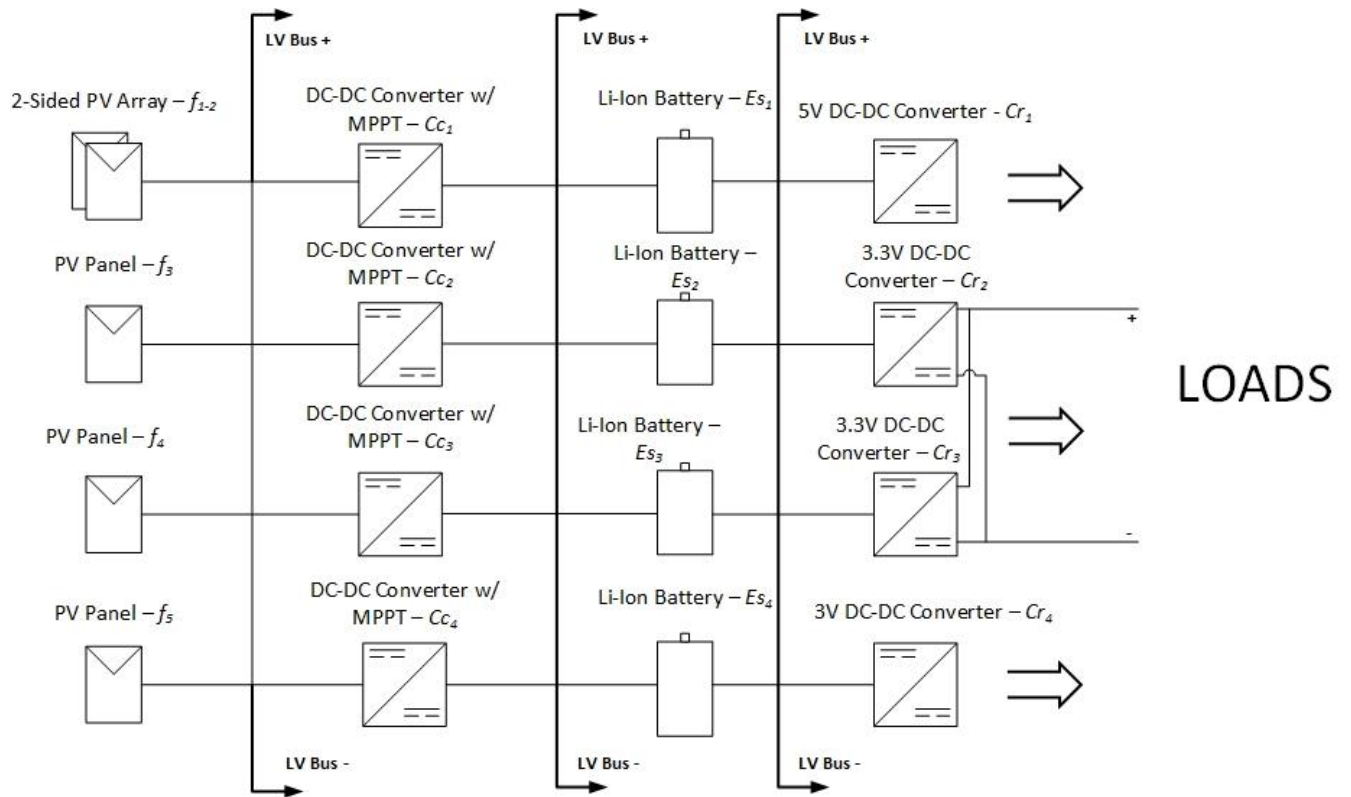 LV Bus +
LV Bus +
LV Bus +
2-Sided PV Array – f1-2
DC-DC Converter w/
MPPT – Cc1
Li-Ion Battery – Es1
5V DC-DC Converter - Cr1
PV Panel – f3
DC-DC Converter w/
MPPT – Cc2
Li-Ion Battery –
Es2
3.3V DC-DC
Converter – Cr2
+
LOADS
PV Panel – f4
DC-DC Converter w/
MPPT – Cc3
Li-Ion Battery –
Es3
3.3V DC-DC
Converter – Cr3
-
PV Panel – f5
DC-DC Converter w/
MPPT – Cc4
Li-Ion Battery – Es4
3V DC-DC Converter – Cr4
LV Bus -
LV Bus -
LV Bus -